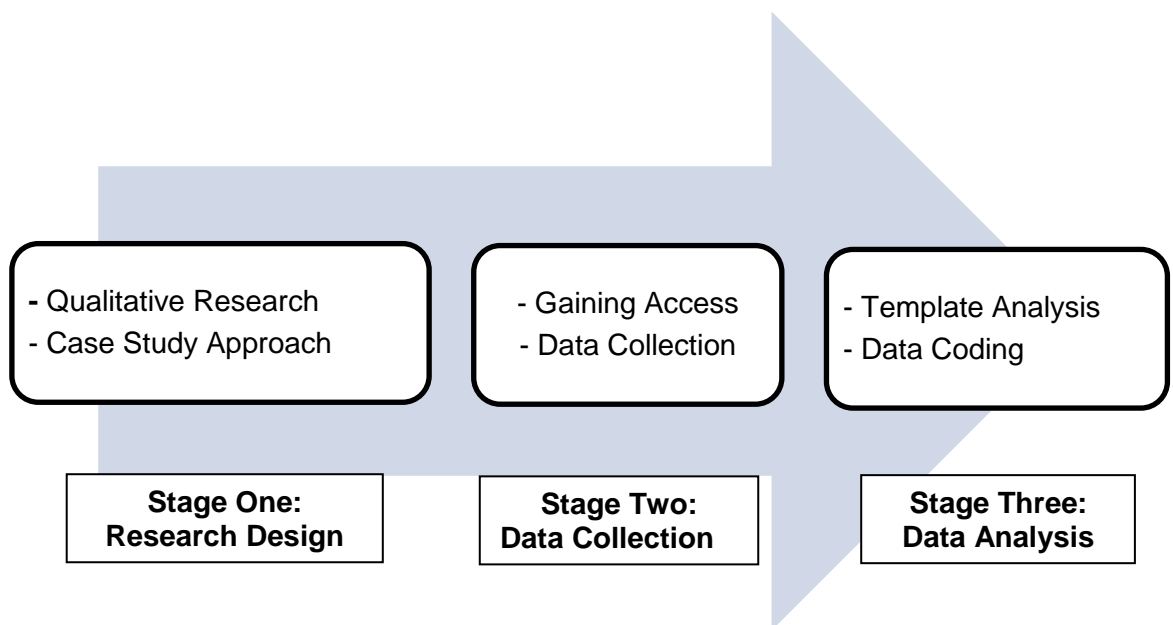 - Qualitative Research
- Case Study Approach
- Gaining Access
- Data Collection
- Template Analysis
- Data Coding
Stage One:
Research Design
Stage Two:
Data Collection
Stage Three:
Data Analysis